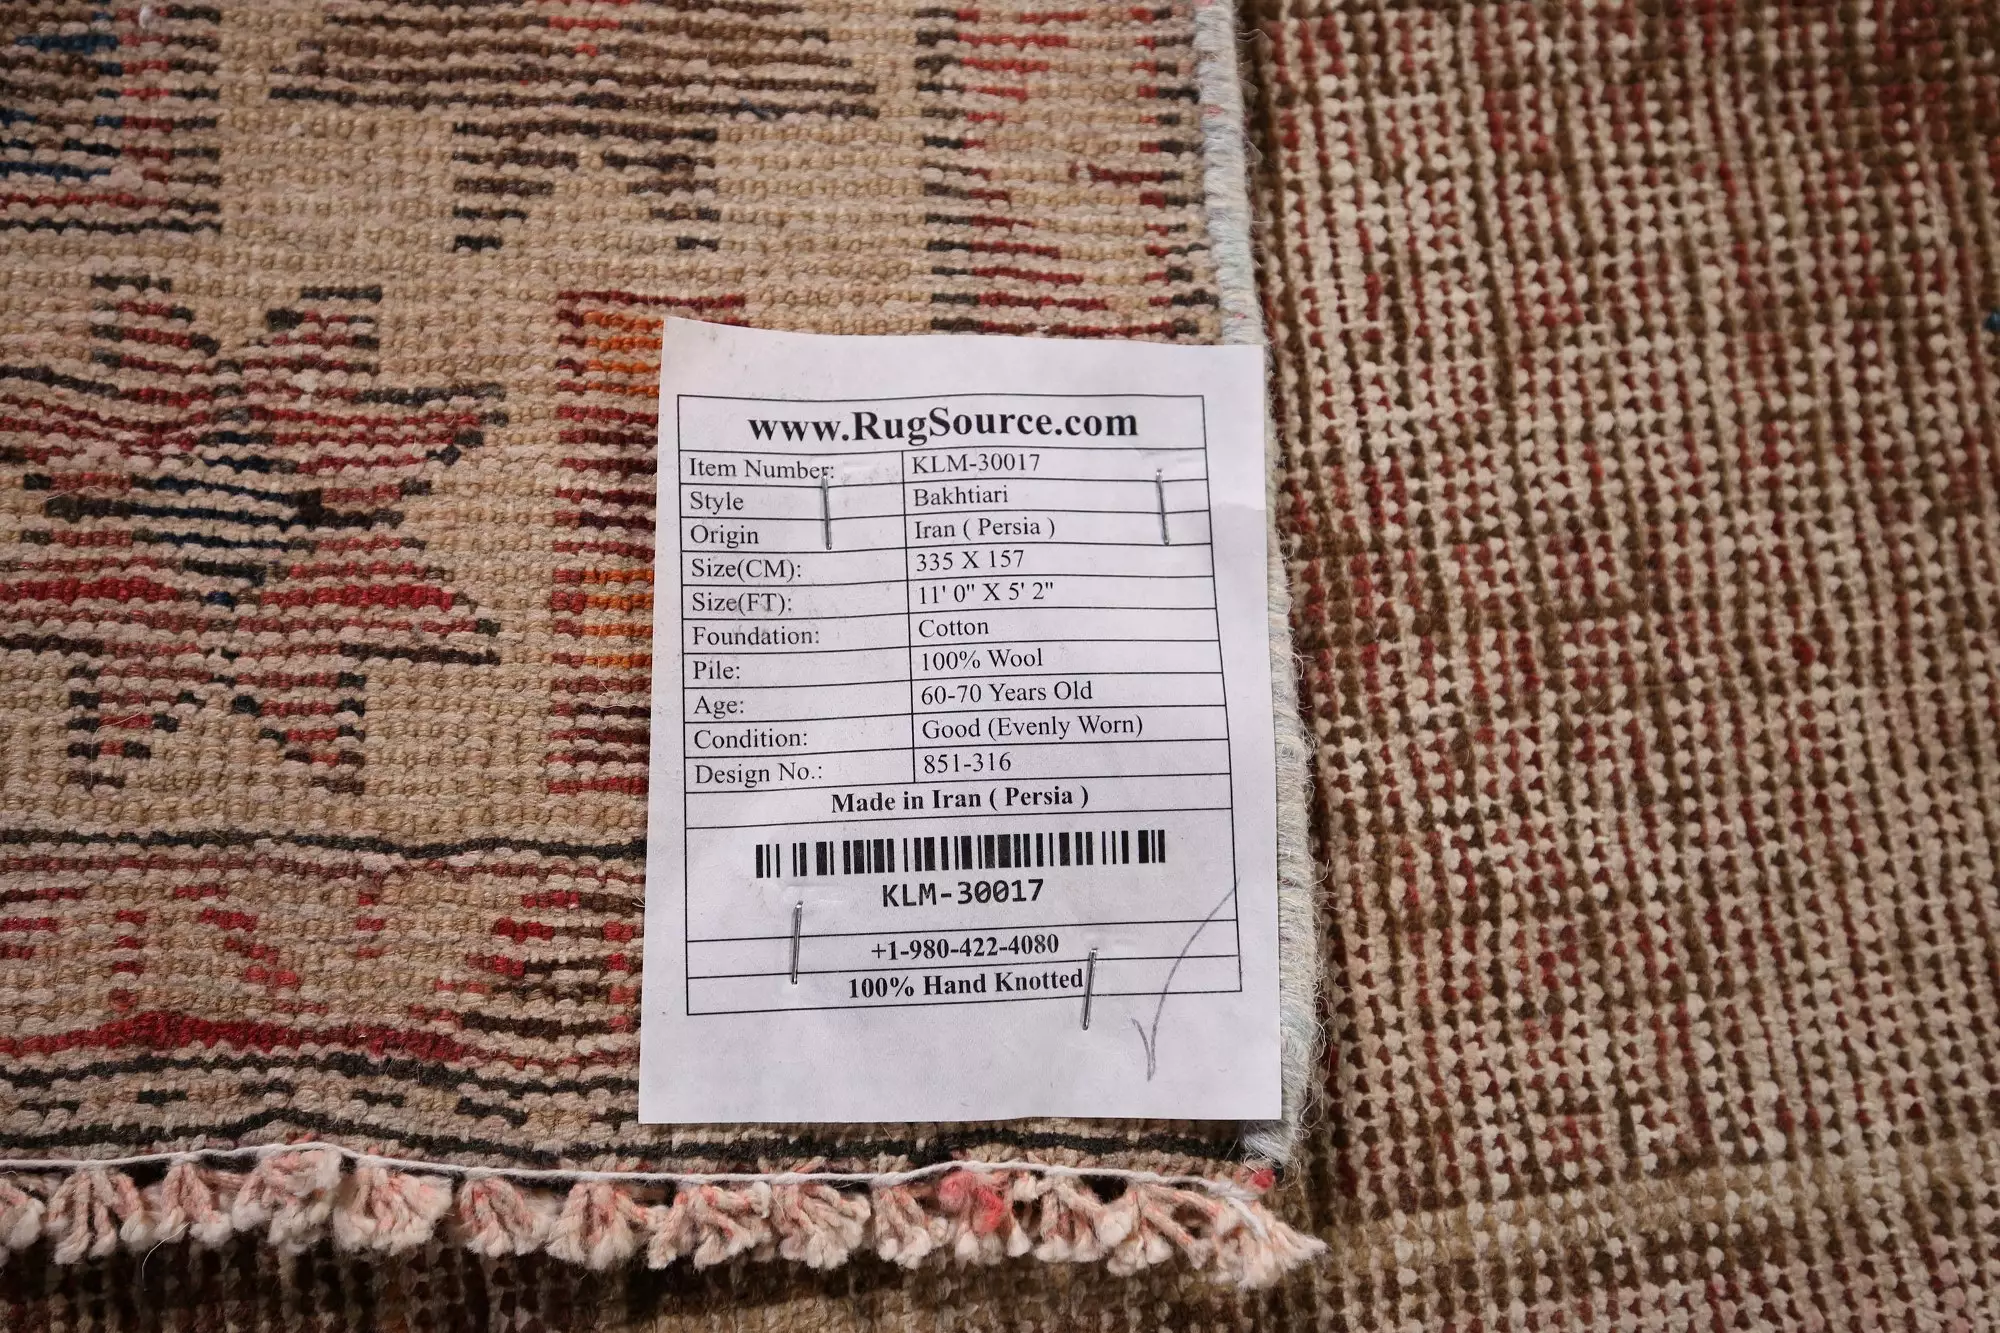 www.RugSource.com
Item Number: KLM-30017
Style Bakhtiari
Origin Iran ( Persia )
Size(CM): 335 X 157
Size(FT): 11' 0" X 5' 2"
Foundation: Cotton
Pile: 100% Wool
Age: 60-70 Years Old
Condition: Good (Evenly Worn)
Design No.: 851-316
Made in Iran ( Persia )
KLM-30017
+1-980-422-4080
100% Hand Knotted